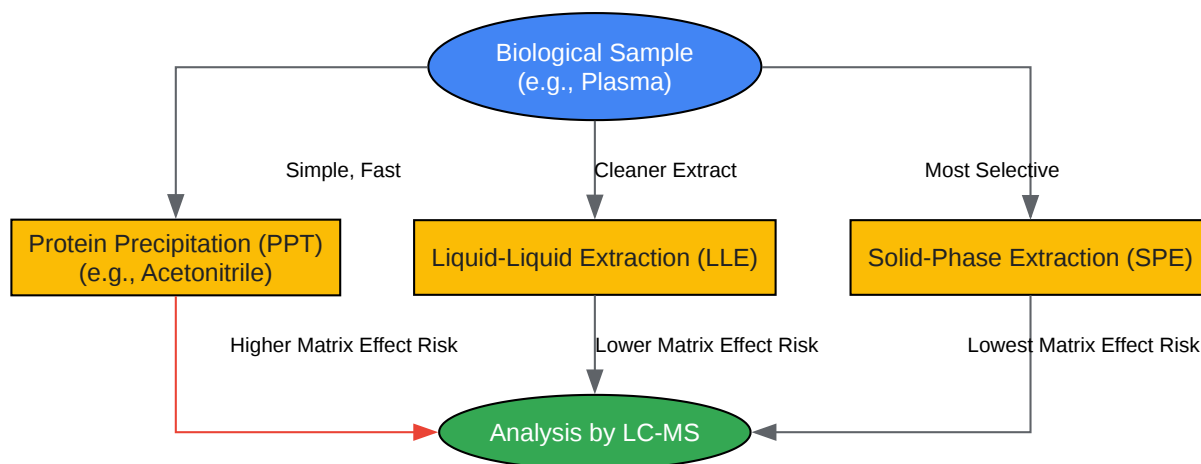 Biological Sample
(e.g., Plasma)
Simple, Fast
Cleaner Extract
Most Selective
Protein Precipitation (PPT)
(e.g., Acetonitrile)
Liquid-Liquid Extraction (LLE)
Solid-Phase Extraction (SPE)
Higher Matrix Effect Risk
Lower Matrix Effect Risk
Lowest Matrix Effect Risk
Analysis by LC-MS